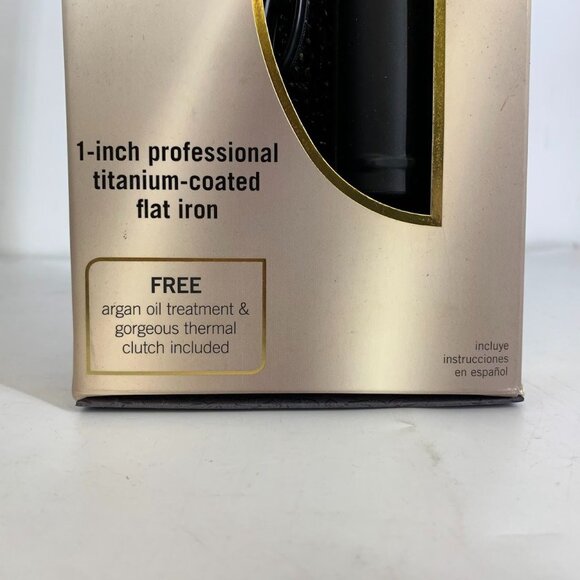 1-inch professional
titanium-coated
flat iron
FREE
argan oil treatment &
gorgeous thermal
clutch included
incluye
instrucciones
en español